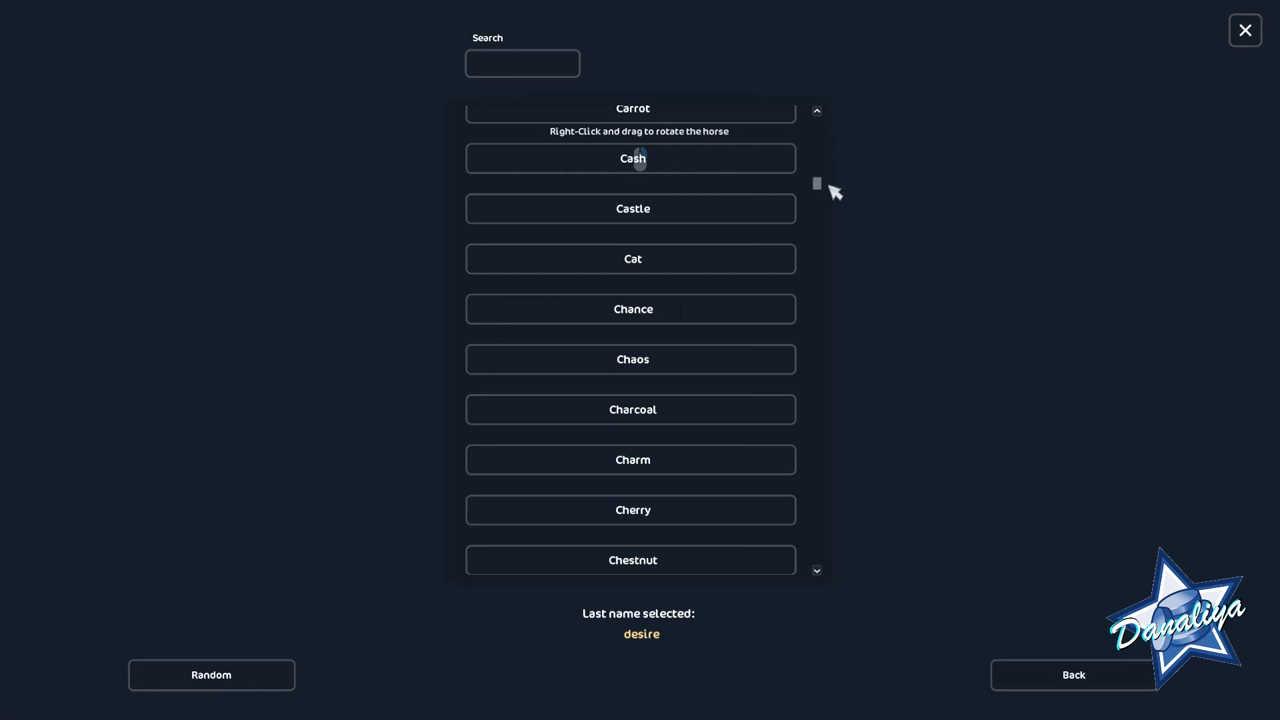 Search
Carrot
Right-Click and drag to rotate the horse
Cash
Castle
Cat
Chance
Chaos
Charcoal
Charm
Cherry
Chestnut
Last name selected:
desire
Random
Back
Danaliya